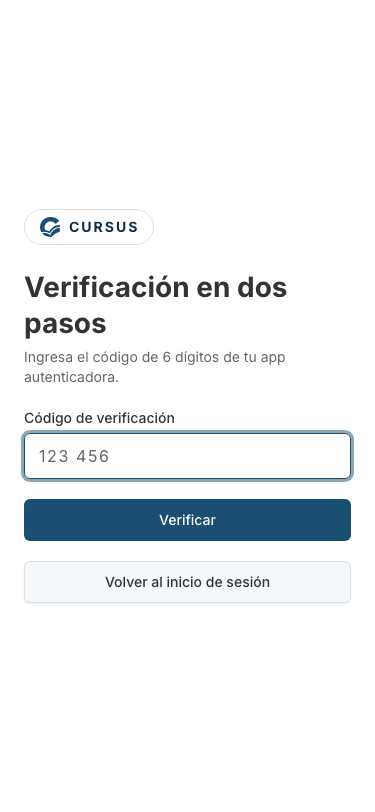 CURSUS
Verificación en dos
pasos
Ingresa el código de 6 dígitos de tu app
autenticadora.
Código de verificación
123 456
Verificar
Volver al inicio de sesión